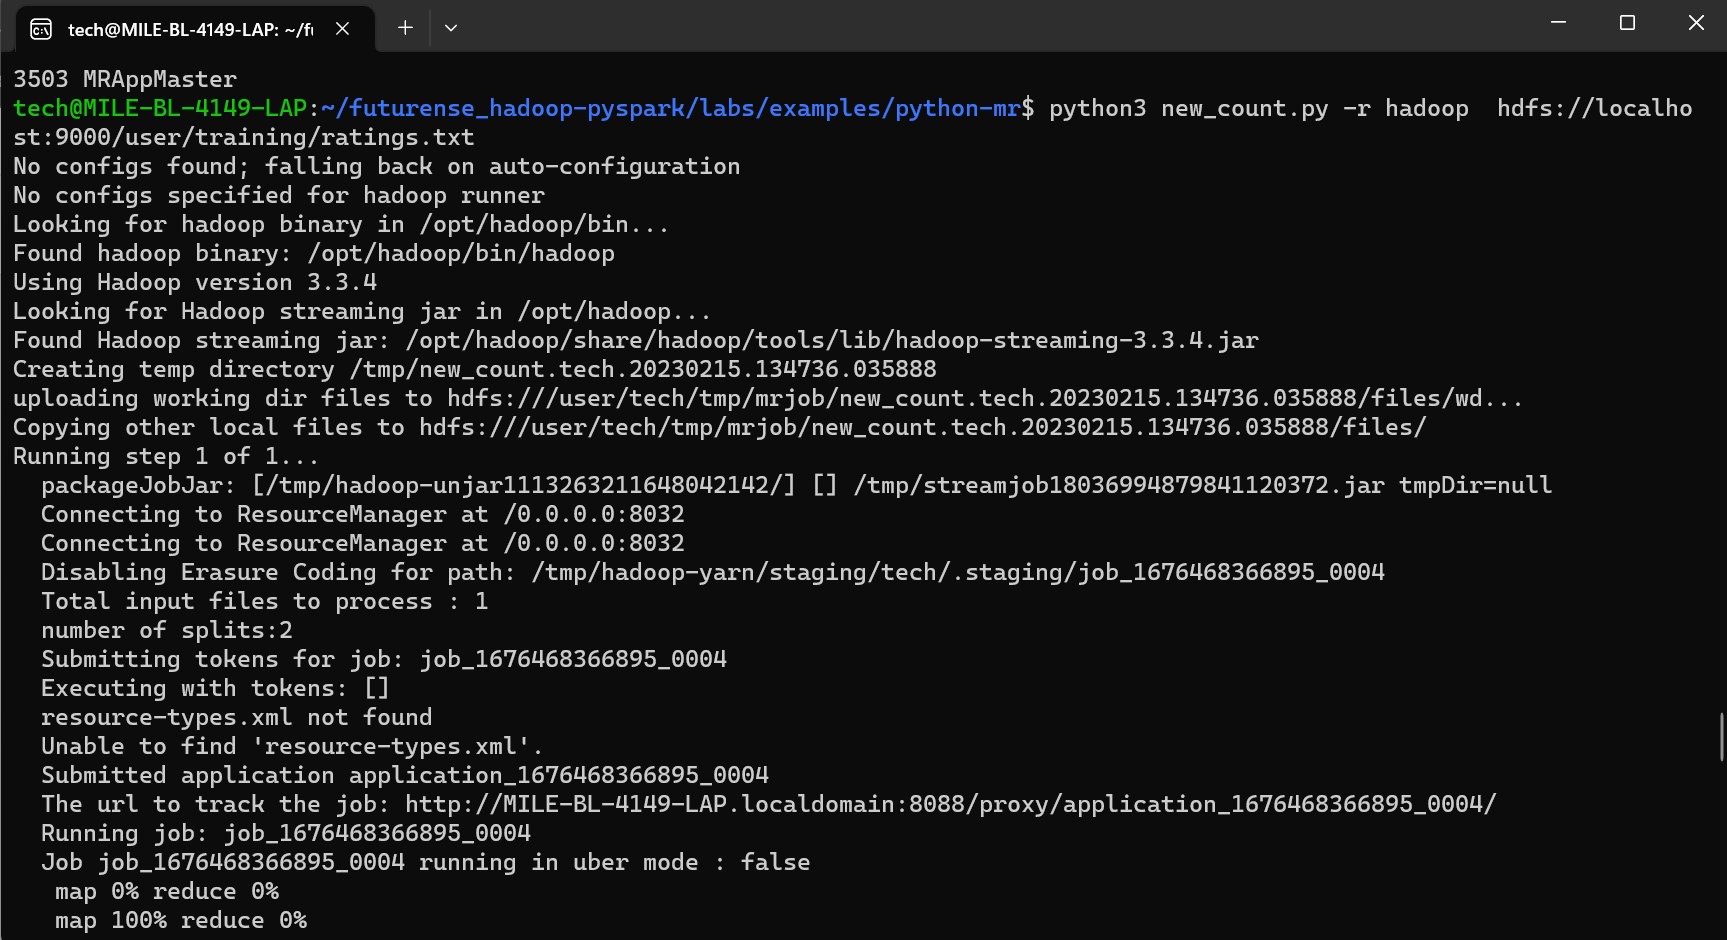 tech@MILE-BL-4149-LAP: ~/fu
3503 MRAppMaster
tech@MILE-BL-4149-LAP:~/futurense_hadoop-pyspark/labs/examples/python-mr$ python3 new_count.py -r hadoop  hdfs://localho
st:9000/user/training/ratings.txt
No configs found; falling back on auto-configuration
No configs specified for hadoop runner
Looking for hadoop binary in /opt/hadoop/bin...
Found hadoop binary: /opt/hadoop/bin/hadoop
Using Hadoop version 3.3.4
Looking for Hadoop streaming jar in /opt/hadoop...
Found Hadoop streaming jar: /opt/hadoop/share/hadoop/tools/lib/hadoop-streaming-3.3.4.jar
Creating temp directory /tmp/new_count.tech.20230215.134736.035888
uploading working dir files to hdfs:///user/tech/tmp/mrjob/new_count.tech.20230215.134736.035888/files/wd...
Copying other local files to hdfs:///user/tech/tmp/mrjob/new_count.tech.20230215.134736.035888/files/
Running step 1 of 1...
  packageJobJar: [/tmp/hadoop-unjar1113263211648042142/] [] /tmp/streamjob18036994879841120372.jar tmpDir=null
  Connecting to ResourceManager at /0.0.0.0:8032
  Connecting to ResourceManager at /0.0.0.0:8032
  Disabling Erasure Coding for path: /tmp/hadoop-yarn/staging/tech/.staging/job_1676468366895_0004
  Total input files to process : 1
  number of splits:2
  Submitting tokens for job: job_1676468366895_0004
  Executing with tokens: []
  resource-types.xml not found
  Unable to find 'resource-types.xml'.
  Submitted application application_1676468366895_0004
  The url to track the job: http://MILE-BL-4149-LAP.localdomain:8088/proxy/application_1676468366895_0004/
  Running job: job_1676468366895_0004
  Job job_1676468366895_0004 running in uber mode : false
   map 0% reduce 0%
   map 100% reduce 0%